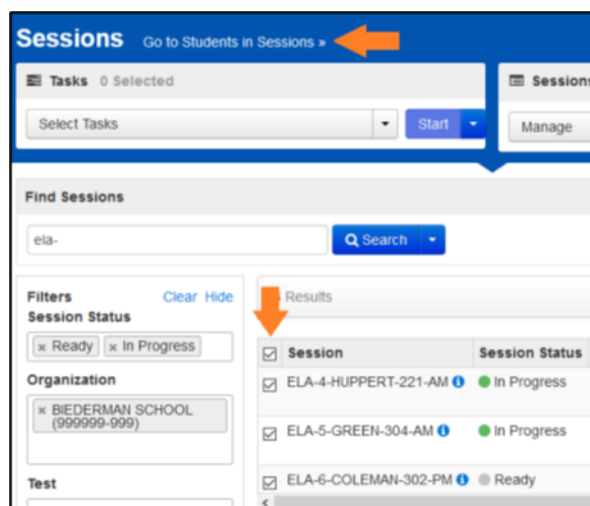 Sessions Go to Students in Sessions »
Tasks 0 Selected
Sessions
Select Tasks
Start
Manage
Find Sessions
ela-
Search
Filters Clear Hide
Results
Session Status
× Ready × In Progress
Session Session Status
Organization
ELA-4-HUPPERT-221-AM In Progress
× BIEDERMAN SCHOOL
(999999-999)
ELA-5-GREEN-304-AM In Progress
Test
ELA-6-COLEMAN-302-PM Ready